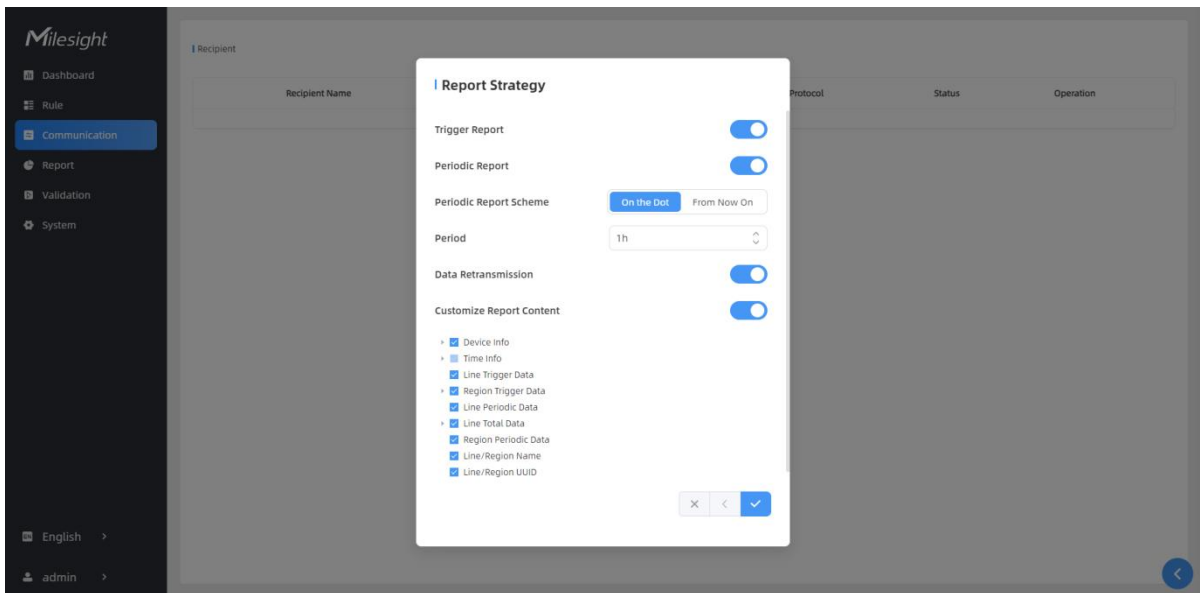 Milesight
Dashboard
Rule
Communication
Report
Validation
System
EN English
admin
Recipient
Recipient Name
Protocol
Status
Operation
Report Strategy
Trigger Report
Periodic Report
Periodic Report Scheme
On the Dot
From Now On
Period
1h
Data Retransmission
Customize Report Content
Device Info
Time Info
Line Trigger Data
Region Trigger Data
Line Periodic Data
Line Total Data
Region Periodic Data
Line/Region Name
Line/Region UUID